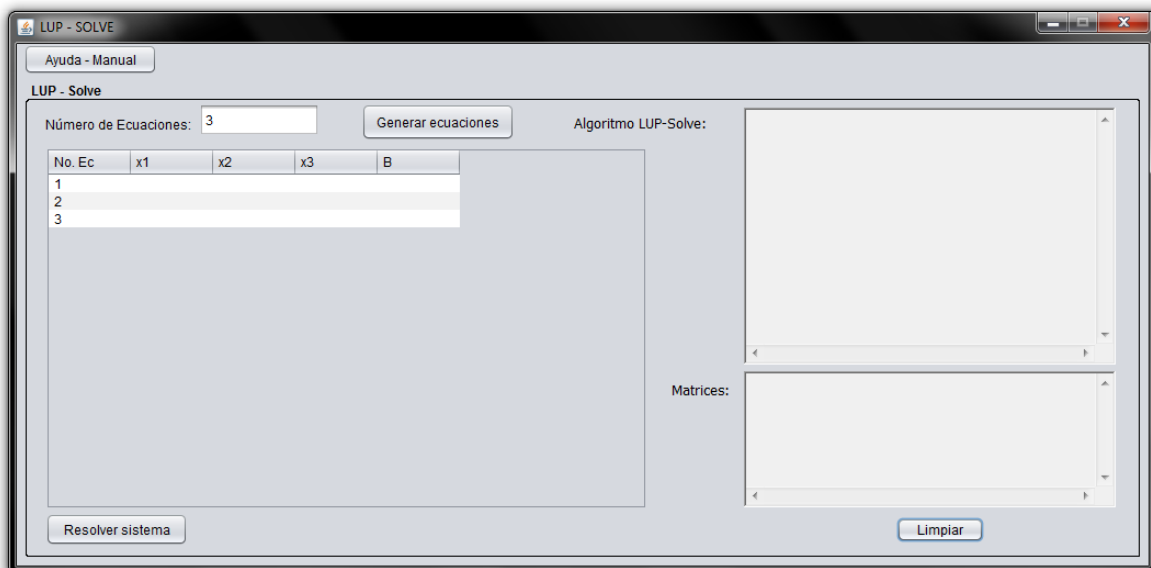 LUP - SOLVE
Ayuda - Manual
LUP - Solve
Número de Ecuaciones: 3 Generar ecuaciones Algoritmo LUP-Solve:
No. Ec x1 x2 x3 B
1
2
3
Matrices:
Resolver sistema Limpiar